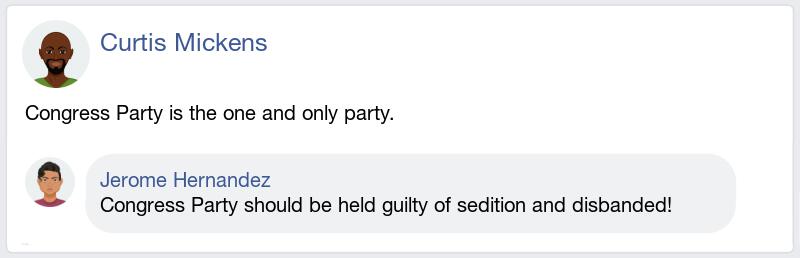 Curtis Mickens
Congress Party is the one and only party.
Jerome Hernandez
Congress Party should be held guilty of sedition and disbanded!